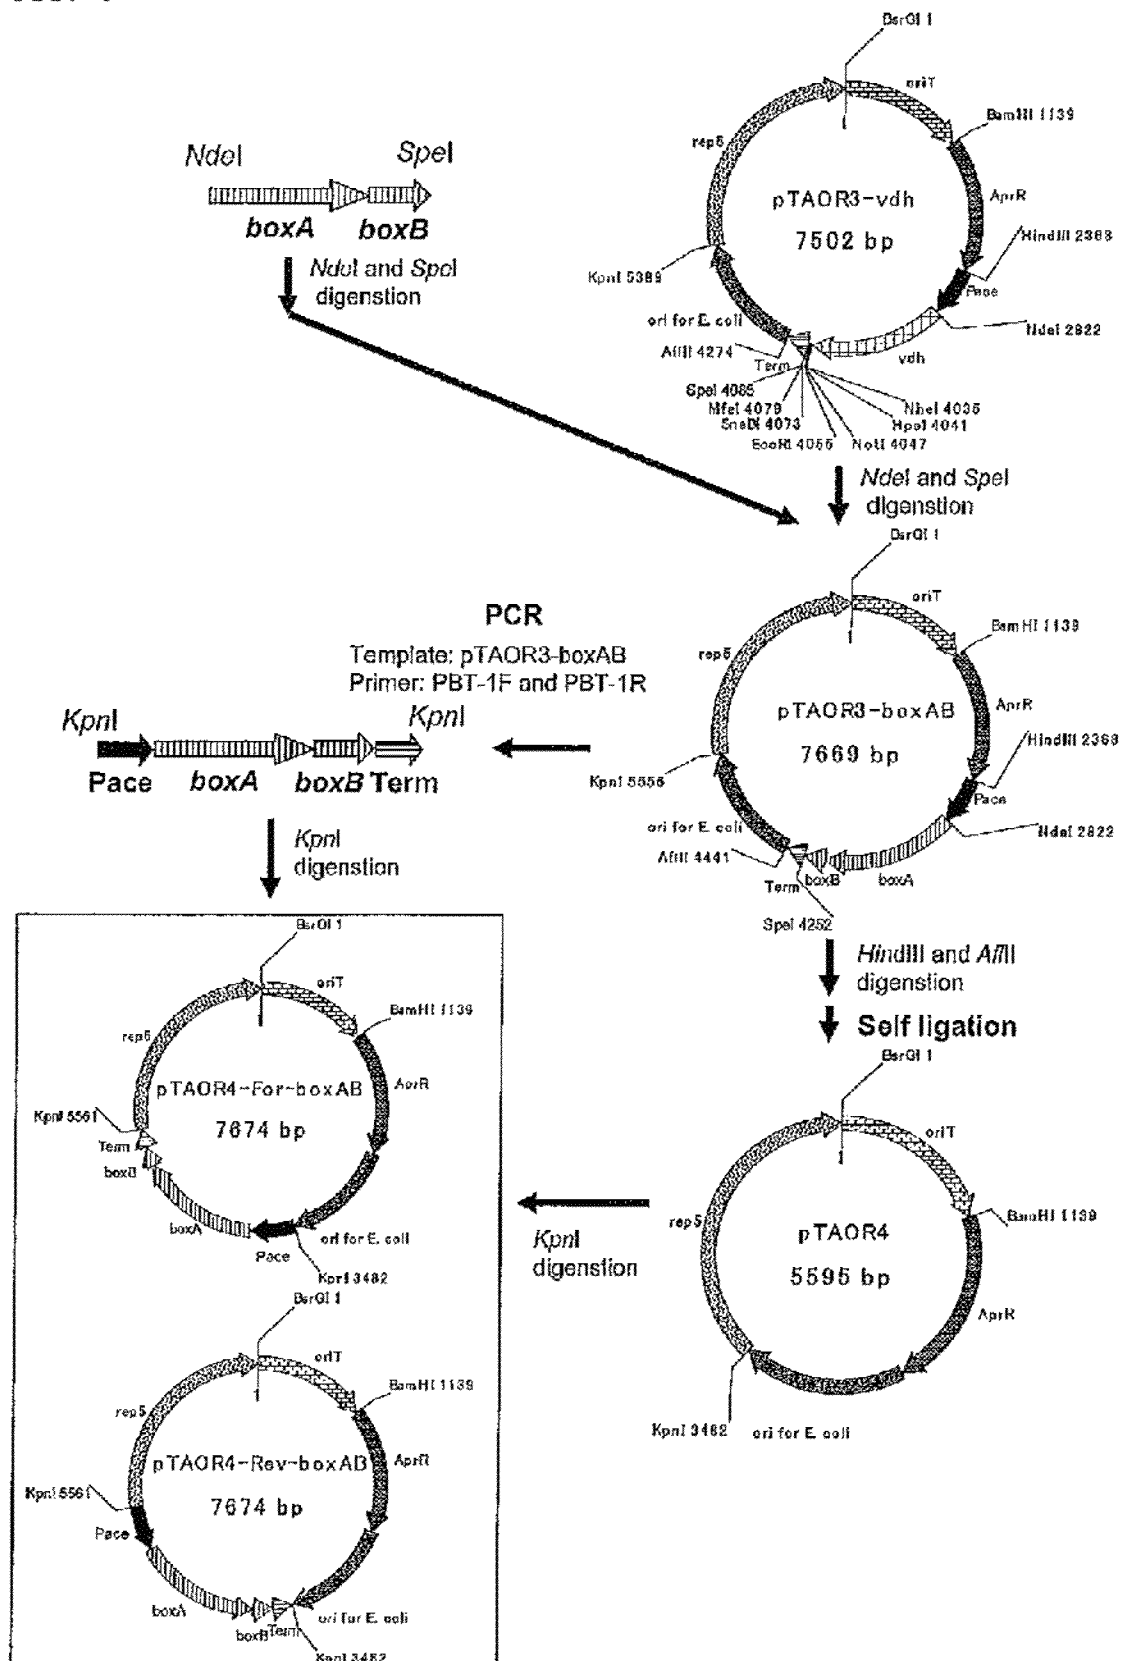 BsrGI 1
oriT
BamHI 1139
rep5
AprR
pTAOR3-vdh
7502 bp
HindIII 2368
Pace
KpnI 5389
NdeI 2822
ori for E. coli
AflII 4274
vdh
Term
SpeI 4085
MfeI 4079
SnaBI 4073
EcoRI 4055
NotI 4047
HpaI 4041
NheI 4035
NdeI
SpeI
boxA
boxB
NdeI and SpeI
digenstion
NdeI and SpeI
digenstion
BsrGI 1
oriT
BamHI 1139
rep5
AprR
pTAOR3-boxAB
7669 bp
HindIII 2368
Pace
KpnI 5556
NdeI 2822
ori for E. coli
AflII 4441
Term
boxB
boxA
SpeI 4252
PCR
Template: pTAOR3-boxAB
Primer: PBT-1F and PBT-1R
KpnI
KpnI
Pace
boxA
boxB
Term
KpnI
digenstion
HindIII and AflII
digenstion
Self ligation
BsrGI 1
oriT
BamHI 1139
rep5
AprR
pTAOR4
5595 bp
KpnI 3482
ori for E. coli
KpnI
digenstion
BsrGI 1
oriT
BamHI 1139
rep5
AprR
pTAOR4-For-boxAB
7674 bp
KpnI 5561
Term
boxB
boxA
Pace
ori for E. coli
KpnI 3482
BsrGI 1
oriT
BamHI 1139
rep5
AprR
pTAOR4-Rev-boxAB
7674 bp
KpnI 5561
Pace
boxA
boxB
Term
ori for E. coli
KpnI 3482